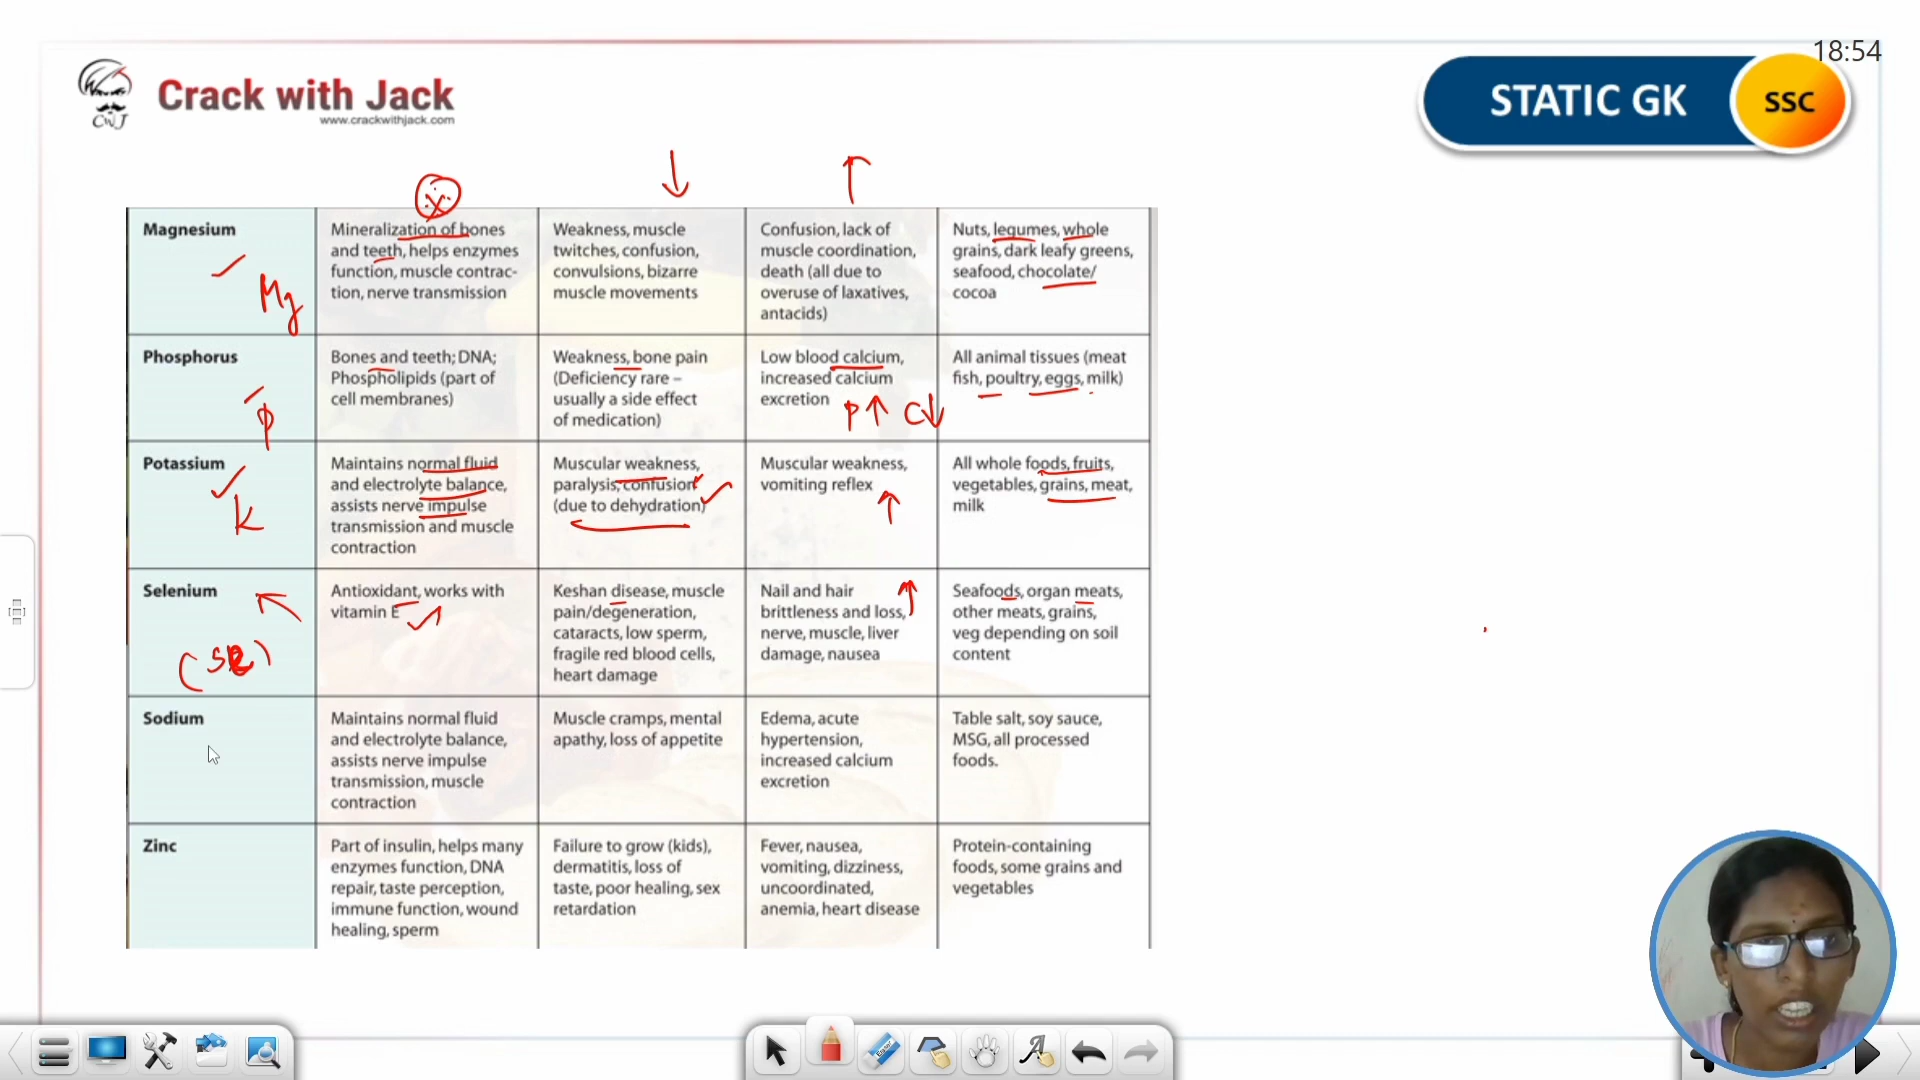 18:54
Crack with Jack
www.crackwithjack.com
CWJ
STATIC GK
SSC
Magnesium
Mg
Mineralization of bones
and teeth, helps enzymes
function, muscle contrac-
tion, nerve transmission
Weakness, muscle
twitches, confusion,
convulsions, bizarre
muscle movements
Confusion, lack of
muscle coordination,
death (all due to
overuse of laxatives,
antacids)
Nuts, legumes, whole
grains, dark leafy greens,
seafood, chocolate/
cocoa
Phosphorus
P
Bones and teeth; DNA;
Phospholipids (part of
cell membranes)
Weakness, bone pain
(Deficiency rare –
usually a side effect
of medication)
Low blood calcium,
increased calcium
excretion
P↑ C↓
All animal tissues (meat
fish, poultry, eggs, milk)
Potassium
K
Maintains normal fluid
and electrolyte balance,
assists nerve impulse
transmission and muscle
contraction
Muscular weakness,
paralysis, confusion
(due to dehydration)
Muscular weakness,
vomiting reflex
All whole foods, fruits,
vegetables, grains, meat,
milk
Selenium
(Se)
Antioxidant, works with
vitamin E
Keshan disease, muscle
pain/degeneration,
cataracts, low sperm,
fragile red blood cells,
heart damage
Nail and hair
brittleness and loss,
nerve, muscle, liver
damage, nausea
Seafoods, organ meats,
other meats, grains,
veg depending on soil
content
Sodium
Maintains normal fluid
and electrolyte balance,
assists nerve impulse
transmission, muscle
contraction
Muscle cramps, mental
apathy, loss of appetite
Edema, acute
hypertension,
increased calcium
excretion
Table salt, soy sauce,
MSG, all processed
foods.
Zinc
Part of insulin, helps many
enzymes function, DNA
repair, taste perception,
immune function, wound
healing, sperm
Failure to grow (kids),
dermatitis, loss of
taste, poor healing, sex
retardation
Fever, nausea,
vomiting, dizziness,
uncoordinated,
anemia, heart disease
Protein-containing
foods, some grains and
vegetables